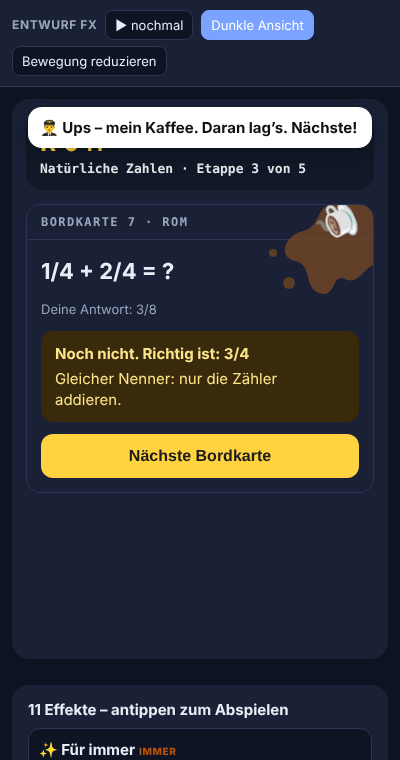 ENTWURF FX ▶ nochmal Dunkle Ansicht
Bewegung reduzieren
Ups – mein Kaffee. Daran lag’s. Nächste!
Natürliche Zahlen · Etappe 3 von 5
BORDKARTE 7 · ROM
1/4 + 2/4 = ?
Deine Antwort: 3/8
Noch nicht. Richtig ist: 3/4
Gleicher Nenner: nur die Zähler
addieren.
Nächste Bordkarte
11 Effekte – antippen zum Abspielen
✨ Für immer IMMER